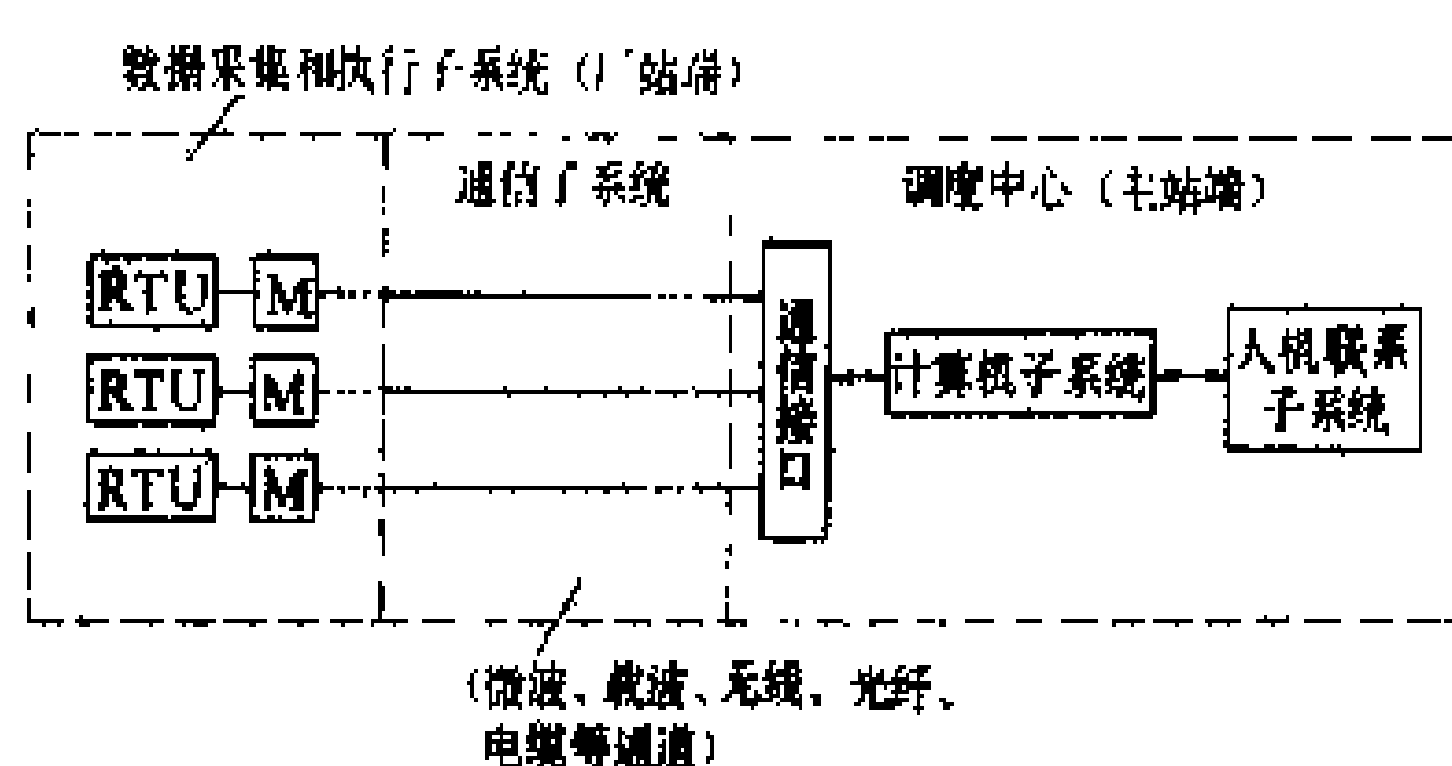 数据采集和执行子系统（厂站端）
通信子系统
调度中心（主站端）
RTU
M
RTU
M
RTU
M
通信接口
计算机子系统
人机联系
子系统
（微波、载波、无线、光纤、
电缆等通道）